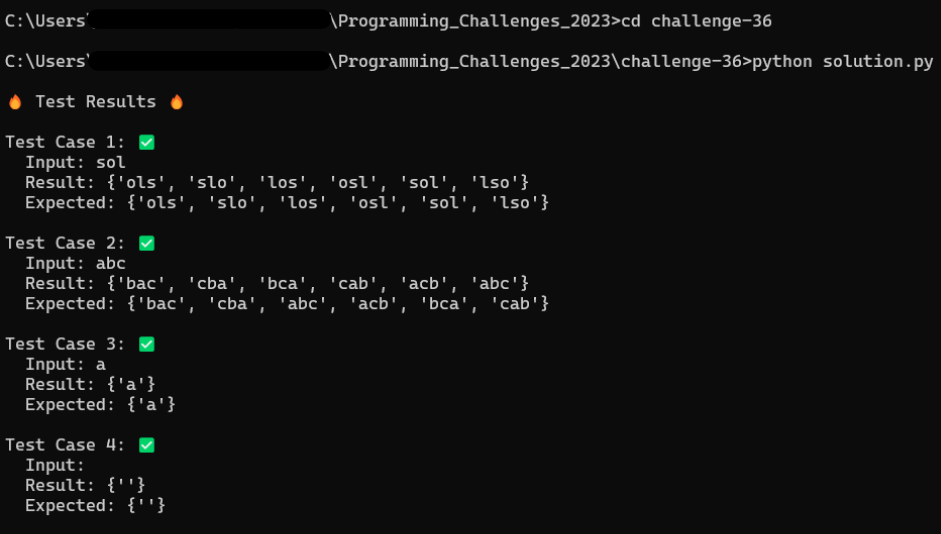 C:\Users\Programming_Challenges_2023>cd challenge-36
C:\Users\Programming_Challenges_2023\challenge-36>python solution.py
🔥 Test Results 🔥
Test Case 1: ✅
Input: sol
Result: {'ols', 'slo', 'los', 'osl', 'sol', 'lso'}
Expected: {'ols', 'slo', 'los', 'osl', 'sol', 'lso'}
Test Case 2: ✅
Input: abc
Result: {'bac', 'cba', 'bca', 'cab', 'acb', 'abc'}
Expected: {'bac', 'cba', 'abc', 'acb', 'bca', 'cab'}
Test Case 3: ✅
Input: a
Result: {'a'}
Expected: {'a'}
Test Case 4: ✅
Input:
Result: {''}
Expected: {''}